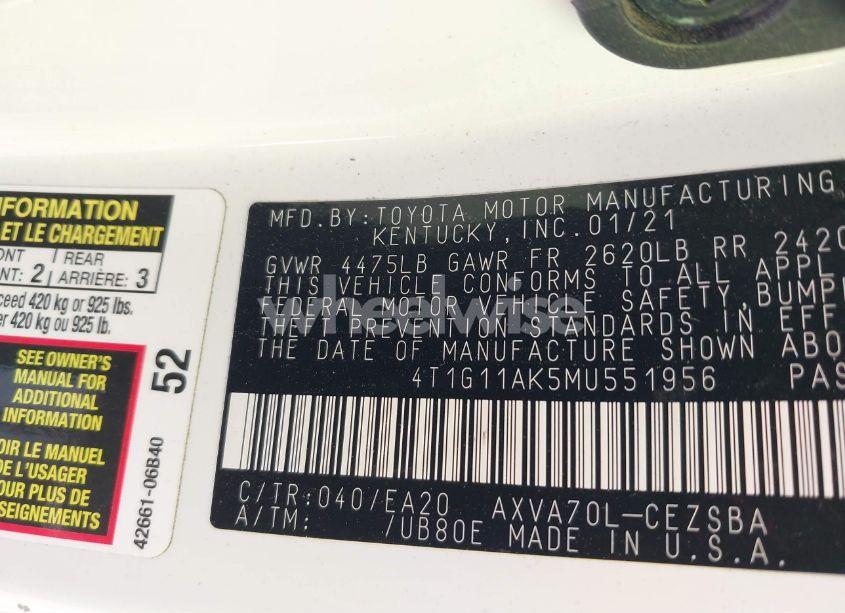 NFORMATION
ET LE CHARGEMENT
ONT 2 REAR 3
NT: ARRIÈRE:
ceed 420 kg or 925 lbs.
er 420 kg ou 925 lb.
SEE OWNER'S
MANUAL FOR
ADDITIONAL
INFORMATION
OIR LE MANUEL
DE L'USAGER
POUR PLUS DE
SEIGNEMENTS
52
42661-06B40
MFD.BY:TOYOTA MOTOR MANUFACTURING,
KENTUCKY,INC.01/21
GVWR 4475LB GAWR FR 2620LB RR 2420
THIS VEHICLE CONFORMS TO ALL APPL
FEDERAL MOTOR VEHICLE SAFETY,BUMP
THEFT PREVENTION STANDARDS IN EFF
THE DATE OF MANUFACTURE SHOWN ABO
4T1G11AK5MU551956 PAS
C/TR:040/EA20 AXVA70L-CEZSBA
A/TM: /UB80E MADE IN U.S.A.
wheelwise